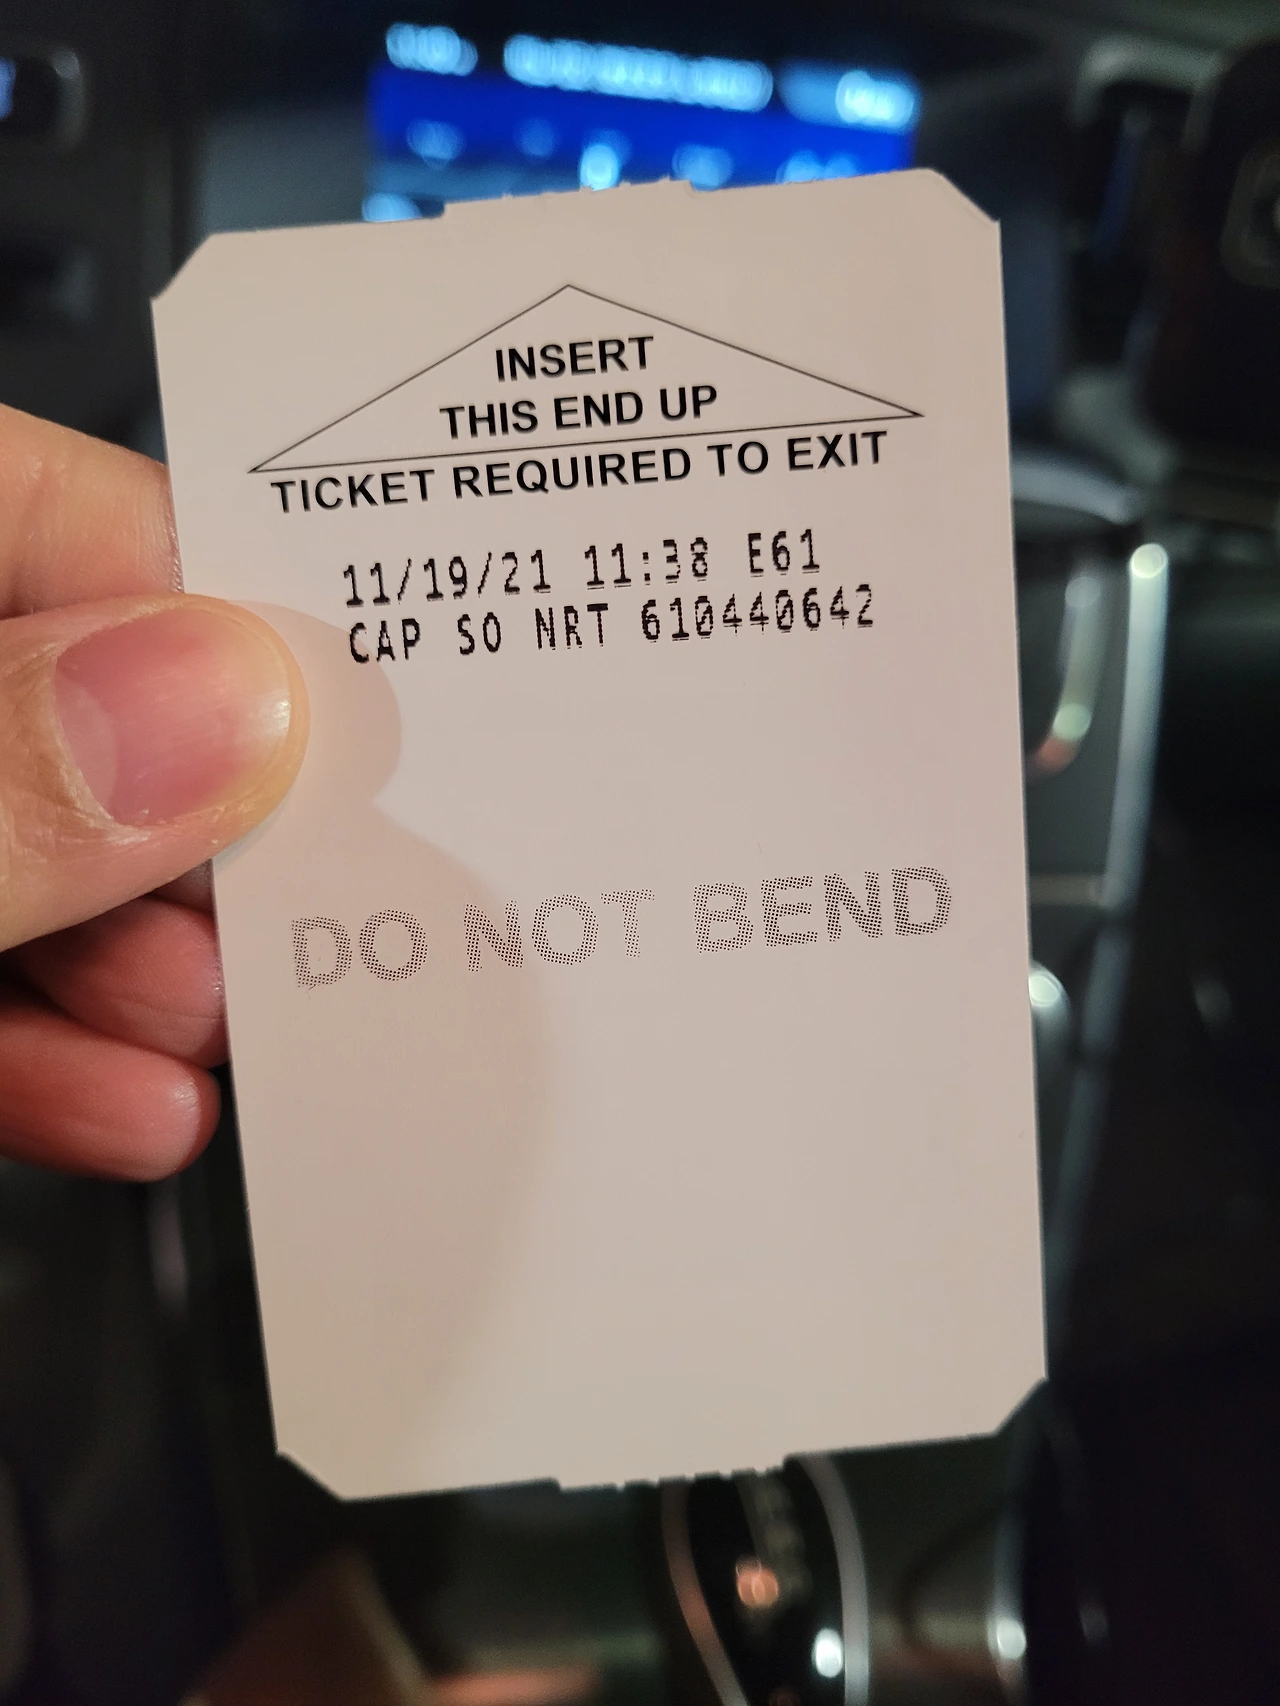 INSERT
THIS END UP
TICKET REQUIRED TO EXIT
11/19/21 11:38 E61
CAP SO NRT 610440642
DO NOT BEND